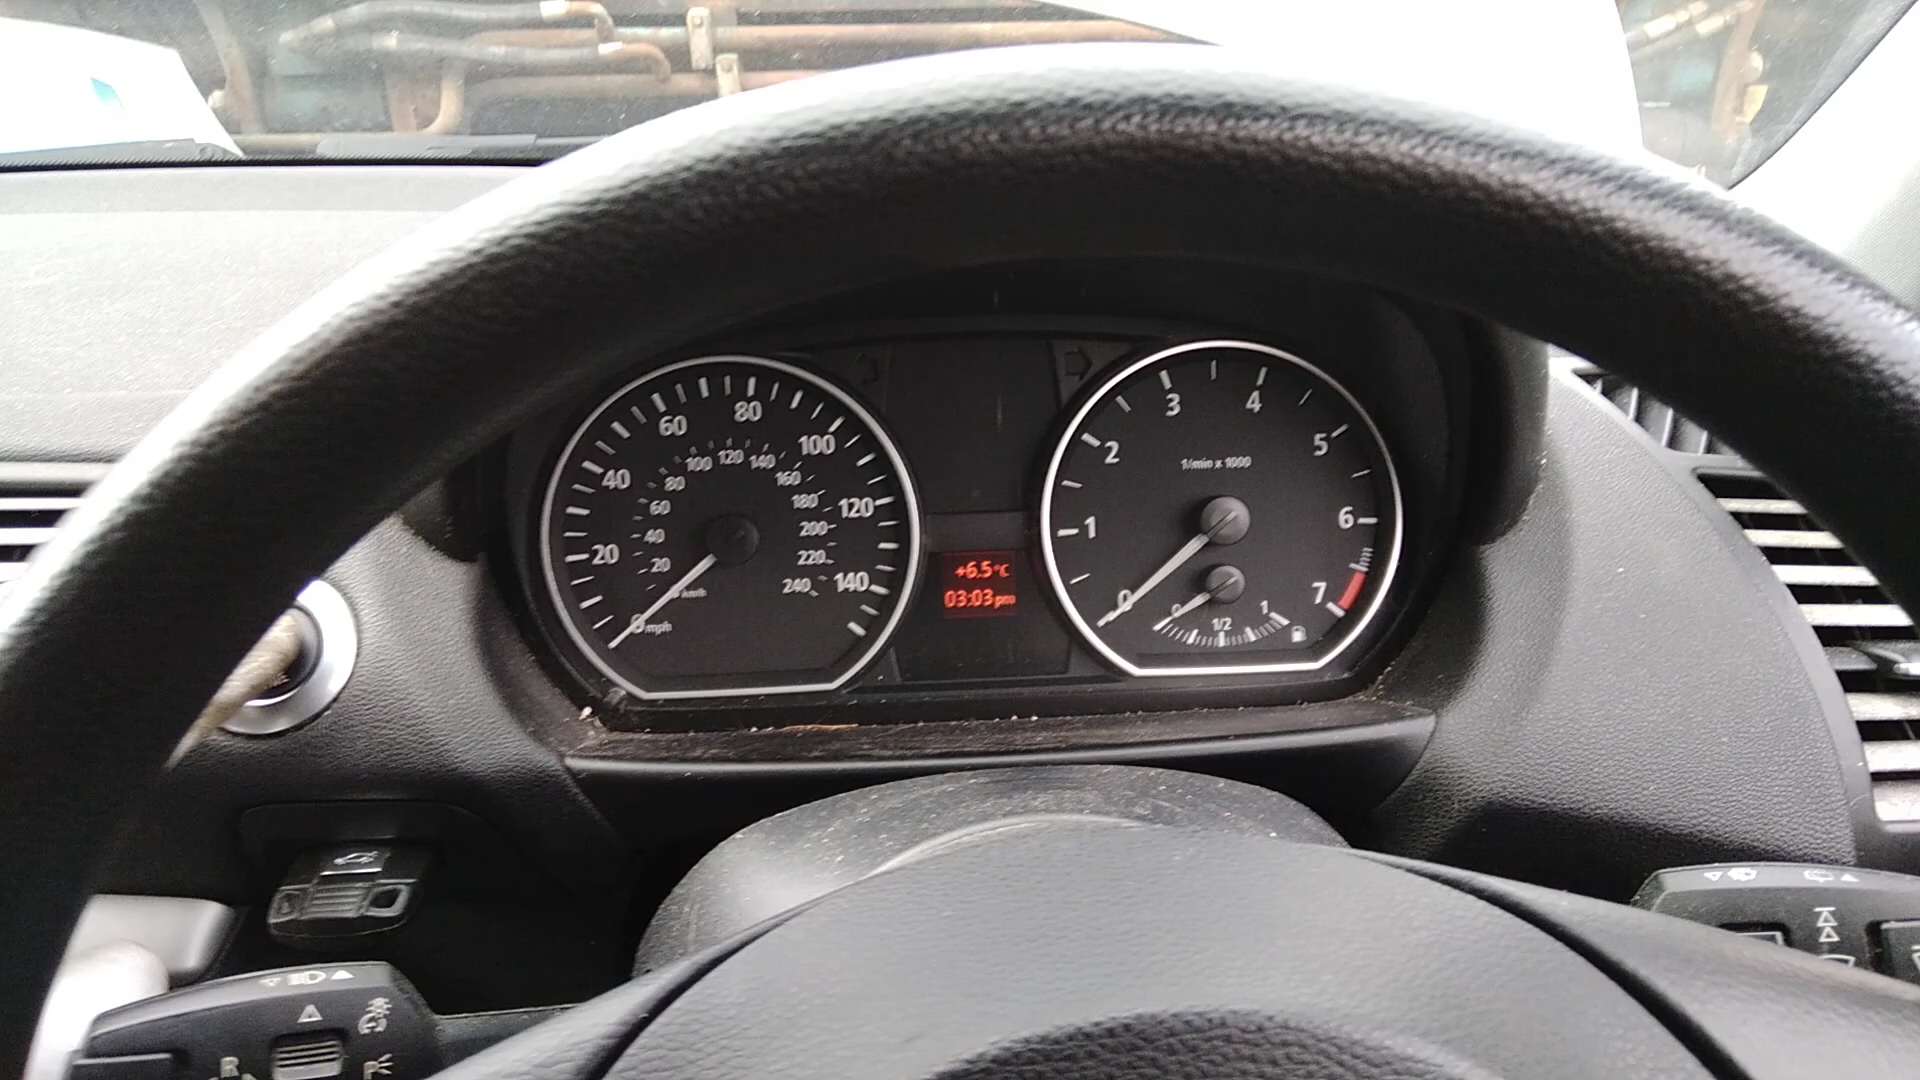 0 20 40 60 80 100 120 140
mph
20 40 60 80 100 120 140 160 180 200 220 240
km/h
+6.5°C
03:03pm
0 1 2 3 4 5 6 7
1/min x 1000
0 1/2 1
R